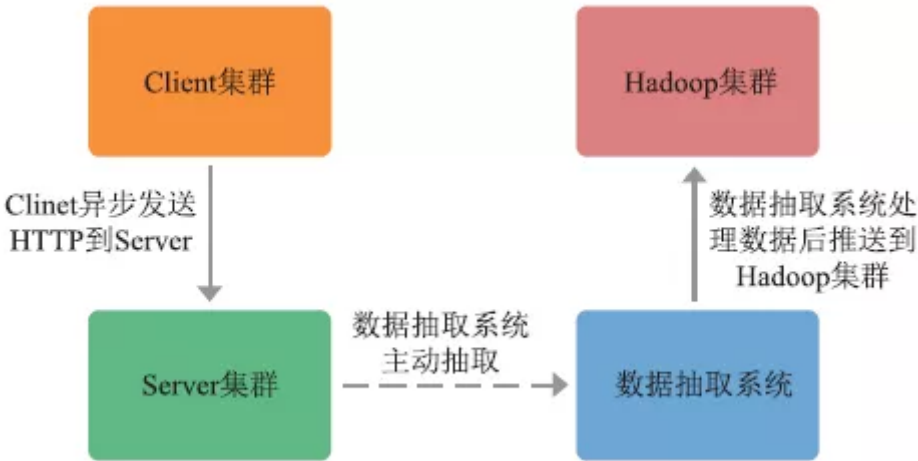 Client集群
Hadoop集群
Clinet异步发送
HTTP到Server
数据抽取系统处
理数据后推送到
Hadoop集群
数据抽取系统
主动抽取
Server集群
数据抽取系统